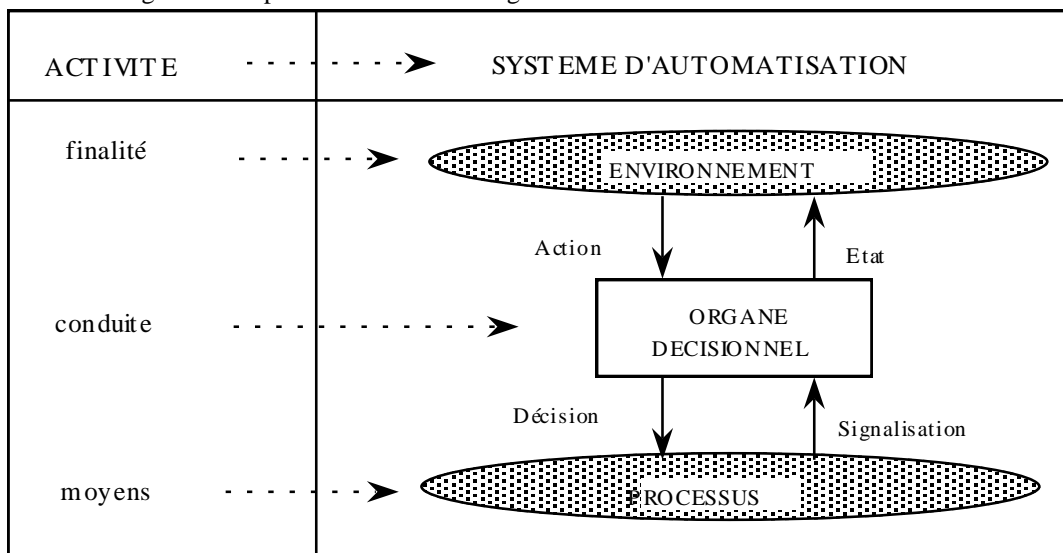 ACTIVITE SYSTEME D'AUTOMATISATION
finalité
ENVIRONNEMENT
Action Etat
conduite
ORGANE
DECISIONNEL
Décision Signalisation
moyens
PROCESSUS